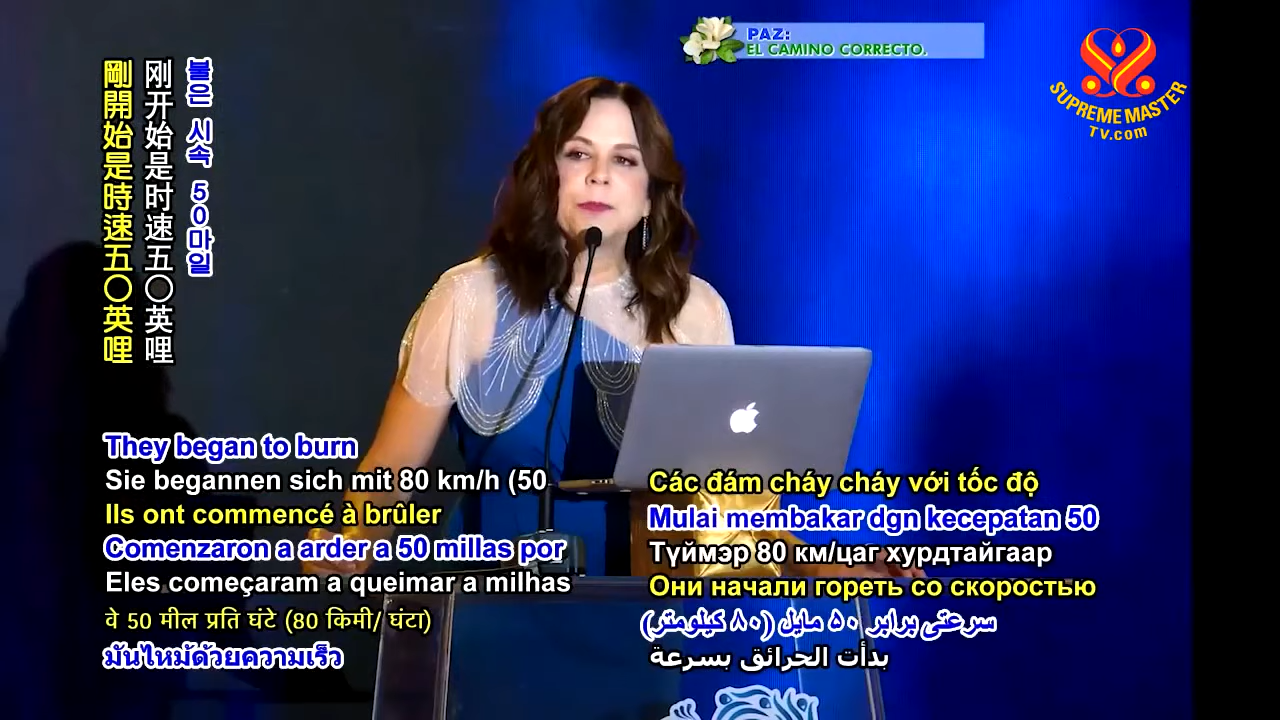 PAZ:
EL CAMINO CORRECTO.
SUPREME MASTER
TV.com
불은 시속 50마일
刚开始是时速五〇英哩
剛開始是時速五〇英哩
They began to burn
Sie begannen sich mit 80 km/h (50
Ils ont commencé à brûler
Comenzaron a arder a 50 millas por
Eles começaram a queimar a milhas
वे 50 मील प्रति घंटे (80 किमी/ घंटा)
มันไหม้ด้วยความเร็ว
Các đám cháy cháy với tốc độ
Mulai membakar dgn kecepatan 50
Түймэр 80 км/цаг хурдтайгаар
Они начали гореть со скоростью
سرعتی برابر ۵۰ مایل (۸۰ کیلومتر)
بدأت الحرائق بسرعة